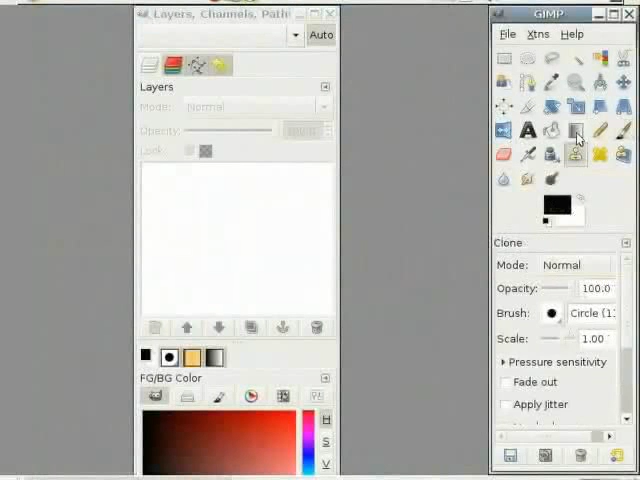 Layers, Channels, Path
Auto
Layers
Mode: Normal
Opacity:
Lock:
FG/BG Color
H
S
V
GIMP
File Xtns Help
Clone
Mode: Normal
Opacity: 100.0
Brush: Circle (1
Scale: 1.00
Pressure sensitivity
Fade out
Apply Jitter